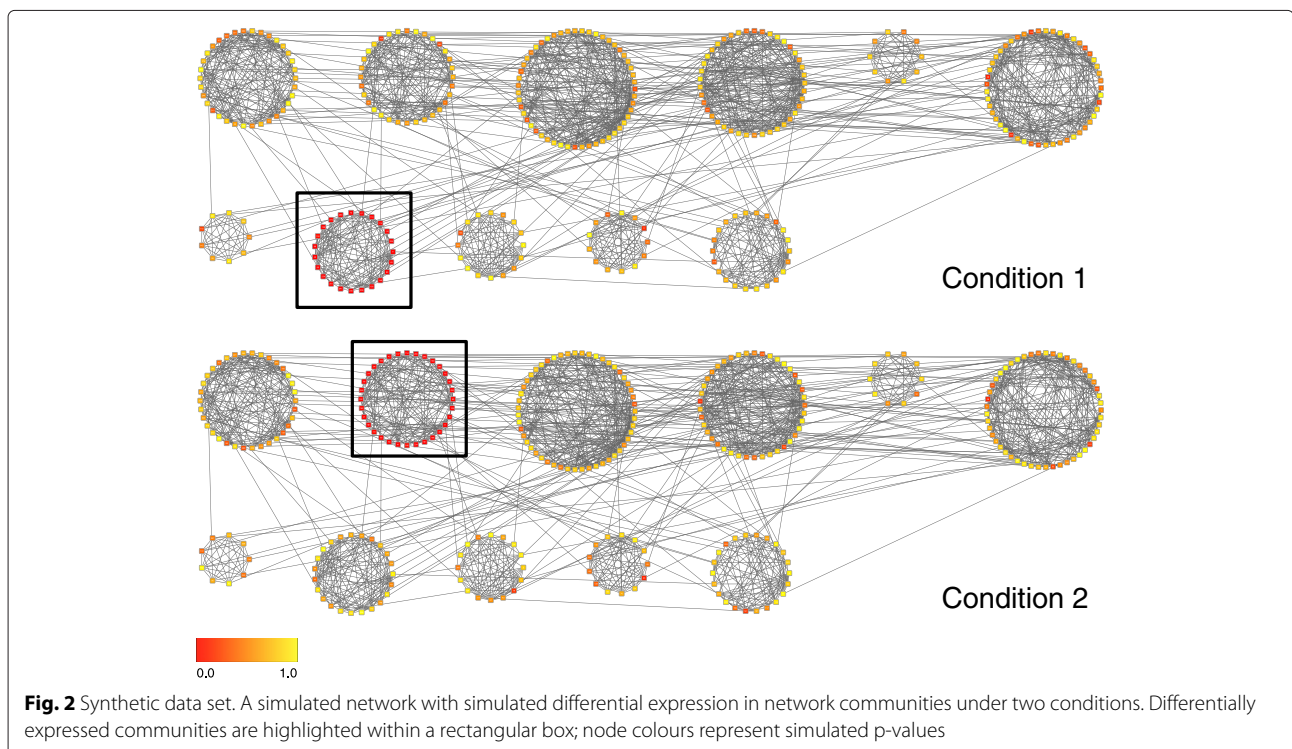 Condition 1
Condition 2
0.0 1.0
Fig. 2 Synthetic data set. A simulated network with simulated differential expression in network communities under two conditions. Differentially
expressed communities are highlighted within a rectangular box; node colours represent simulated p-values